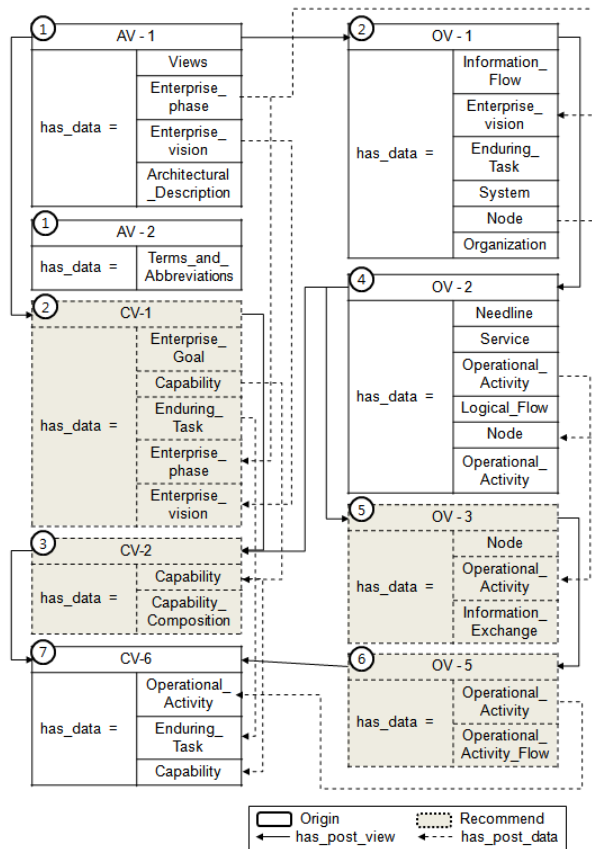 1
AV - 1
has_data =
Views
Enterprise_
phase
Enterprise_
vision
Architectural
_Description
1
AV - 2
has_data =
Terms_and_
Abbreviations
2
CV-1
has_data =
Enterprise_
Goal
Capability
Enduring_
Task
Enterprise_
phase
Enterprise_
vision
3
CV-2
has_data =
Capability
Capability_
Composition
7
CV-6
has_data =
Operational_
Activity
Enduring_
Task
Capability
2
OV - 1
has_data =
Information_
Flow
Enterprise_
vision
Enduring_
Task
System
Node
Organization
4
OV - 2
has_data =
Needline
Service
Operational_
Activity
Logical_Flow
Node
Operational_
Activity
5
OV - 3
has_data =
Node
Operational_
Activity
Information_
Exchange
6
OV - 5
has_data =
Operational_
Activity
Operational_
Activity_Flow
Origin
Recommend
has_post_view
has_post_data